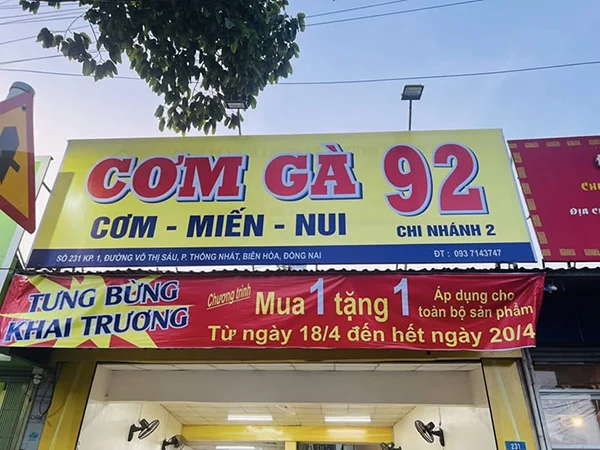 CƠM GÀ 92
CƠM - MIẾN - NUI
CHI NHÁNH 2
SỐ 231 KP. 1, ĐƯỜNG VÕ THỊ SÁU, P. THỐNG NHẤT, BIÊN HÒA, ĐỒNG NAI
ĐT : 093 7143747
TƯNG BỪNG
KHAI TRƯƠNG
Chương trình
Mua 1 tặng 1
Áp dụng cho
toàn bộ sản phẩm
Từ ngày 18/4 đến hết ngày 20/4
ĐỊA C
231